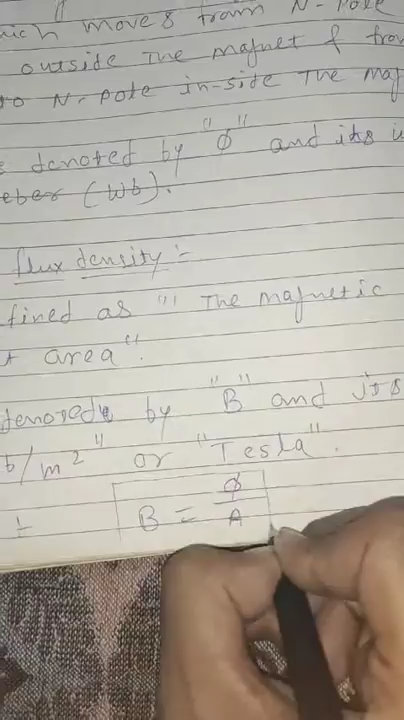 ich moves from N-Pole
outside The magnet & from
to N-Pole in-side The mag
denoted by "ϕ" and its u
eber (Wb).
flux density :-
fined as "" The magnetic
t area".
denoted by "B" and its
b/m²" or "Tesla".
B = ϕ/A